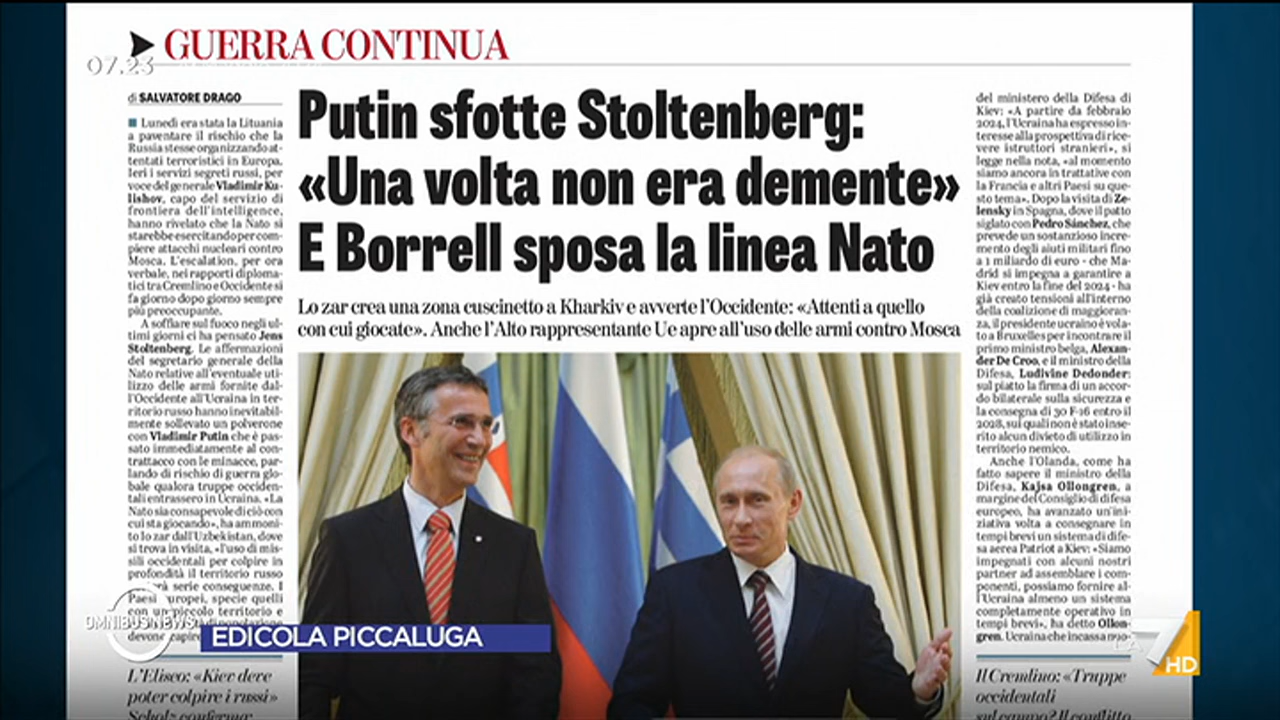 GUERRA CONTINUA
07.23
di SALVATORE DRAGO
Putin sfotte Stoltenberg:
«Una volta non era demente»
E Borrell sposa la linea Nato
Lo zar crea una zona cuscinetto a Kharkiv e avverte l'Occidente: «Attenti a quello
con cui giocate». Anche l'Alto rappresentante Ue apre all'uso delle armi contro Mosca
Lunedì era stata la Lituania
a paventare il rischio che la
Russia stesse organizzando at-
tentati terroristici in Europa.
Ieri i servizi segreti russi, per
voce del generale Vladimir Ku-
lishov, capo del servizio di
frontiera dell'intelligence,
hanno rivelato che la Nato si
starebbe esercitando per com-
piere attacchi nucleari contro
Mosca. L'escalation, per ora
verbale, nei rapporti diploma-
tici tra Cremlino e Occidente si
fa giorno dopo giorno sempre
più preoccupante.
A soffiare sul fuoco negli ul-
timi giorni ci ha pensato Jens
Stoltenberg. Le affermazioni
del segretario generale della
Nato relative all'eventuale uti-
lizzo delle armi fornite dal-
l'Occidente all'Ucraina in ter-
ritorio russo hanno inevitabil-
mente sollevato un polverone
con Vladimir Putin che è pas-
sato immediatamente al con-
trattacco con le minacce, par-
lando di rischio di guerra glo-
bale qualora truppe occiden-
tali entrassero in Ucraina. «La
Nato sia consapevole di ciò con
cui sta giocando», ha ammoni-
to lo zar dall'Uzbekistan, dove
si trova in visita, «l'uso di mis-
sili occidentali per colpire in
profondità il territorio russo
serie conseguenze. I
Paesi europei, specie quelli
con un piccolo territorio e
di popolazione
devono capire
L'Eliseo: «Kiev deve
poter colpire i russi»
Scholz conferma:
del ministero della Difesa di
Kiev: «A partire da febbraio
2024, l'Ucraina ha espresso in-
teresse alla prospettiva di rice-
vere istruttori stranieri», si
legge nella nota, «al momento
siamo ancora in trattative con
la Francia e altri Paesi su que-
sto tema». Dopo la visita di Ze-
lensky in Spagna, dove il patto
siglato con Pedro Sánchez, che
prevede un sostanzioso incre-
mento degli aiuti militari fino
a 1 miliardo di euro - che Ma-
drid si impegna a garantire a
Kiev entro la fine del 2024 - ha
già creato tensioni all'interno
della coalizione di maggioran-
za, il presidente ucraino è vola-
to a Bruxelles per incontrare il
primo ministro belga, Alexan-
der De Croo, e il ministro della
Difesa, Ludivine Dedonder:
sul piatto la firma di un accor-
do bilaterale sulla sicurezza e
la consegna di 30 F-16 entro il
2028, sui quali non è stato inse-
rito alcun divieto di utilizzo in
territorio nemico.
Anche l'Olanda, come ha
fatto sapere il ministro della
Difesa, Kajsa Ollongren, a
margine del Consiglio di difesa
europeo, ha avanzato un'ini-
ziativa volta a consegnare in
tempi brevi un sistema di dife-
sa aerea Patriot a Kiev: «Siamo
impegnati con alcuni nostri
partner ad assemblare i com-
ponenti, possiamo fornire al-
l'Ucraina almeno un sistema
completamente operativo in
tempi brevi», ha detto Ollon-
gren. Ucraina che incassa nuo-
Il Cremlino: «Truppe
occidentali
sul campo? Il conflitto
OMNIBUS NEWS
EDICOLA PICCALUGA
LA 7
HD